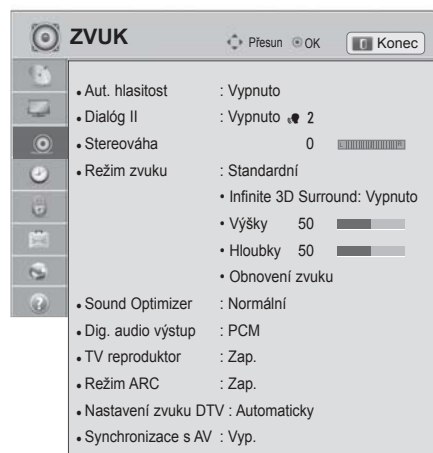 ZVUK Přesun OK Konec
• Aut. hlasitost : Vypnuto
• Dialóg II : Vypnuto 2
• Stereováha 0 L R
• Režim zvuku : Standardní
• Infinite 3D Surround: Vypnuto
• Výšky 50
• Hloubky 50
• Obnovení zvuku
• Sound Optimizer : Normální
• Dig. audio výstup : PCM
• TV reproduktor : Zap.
• Režim ARC : Zap.
• Nastavení zvuku DTV : Automaticky
• Synchronizace s AV : Vyp.